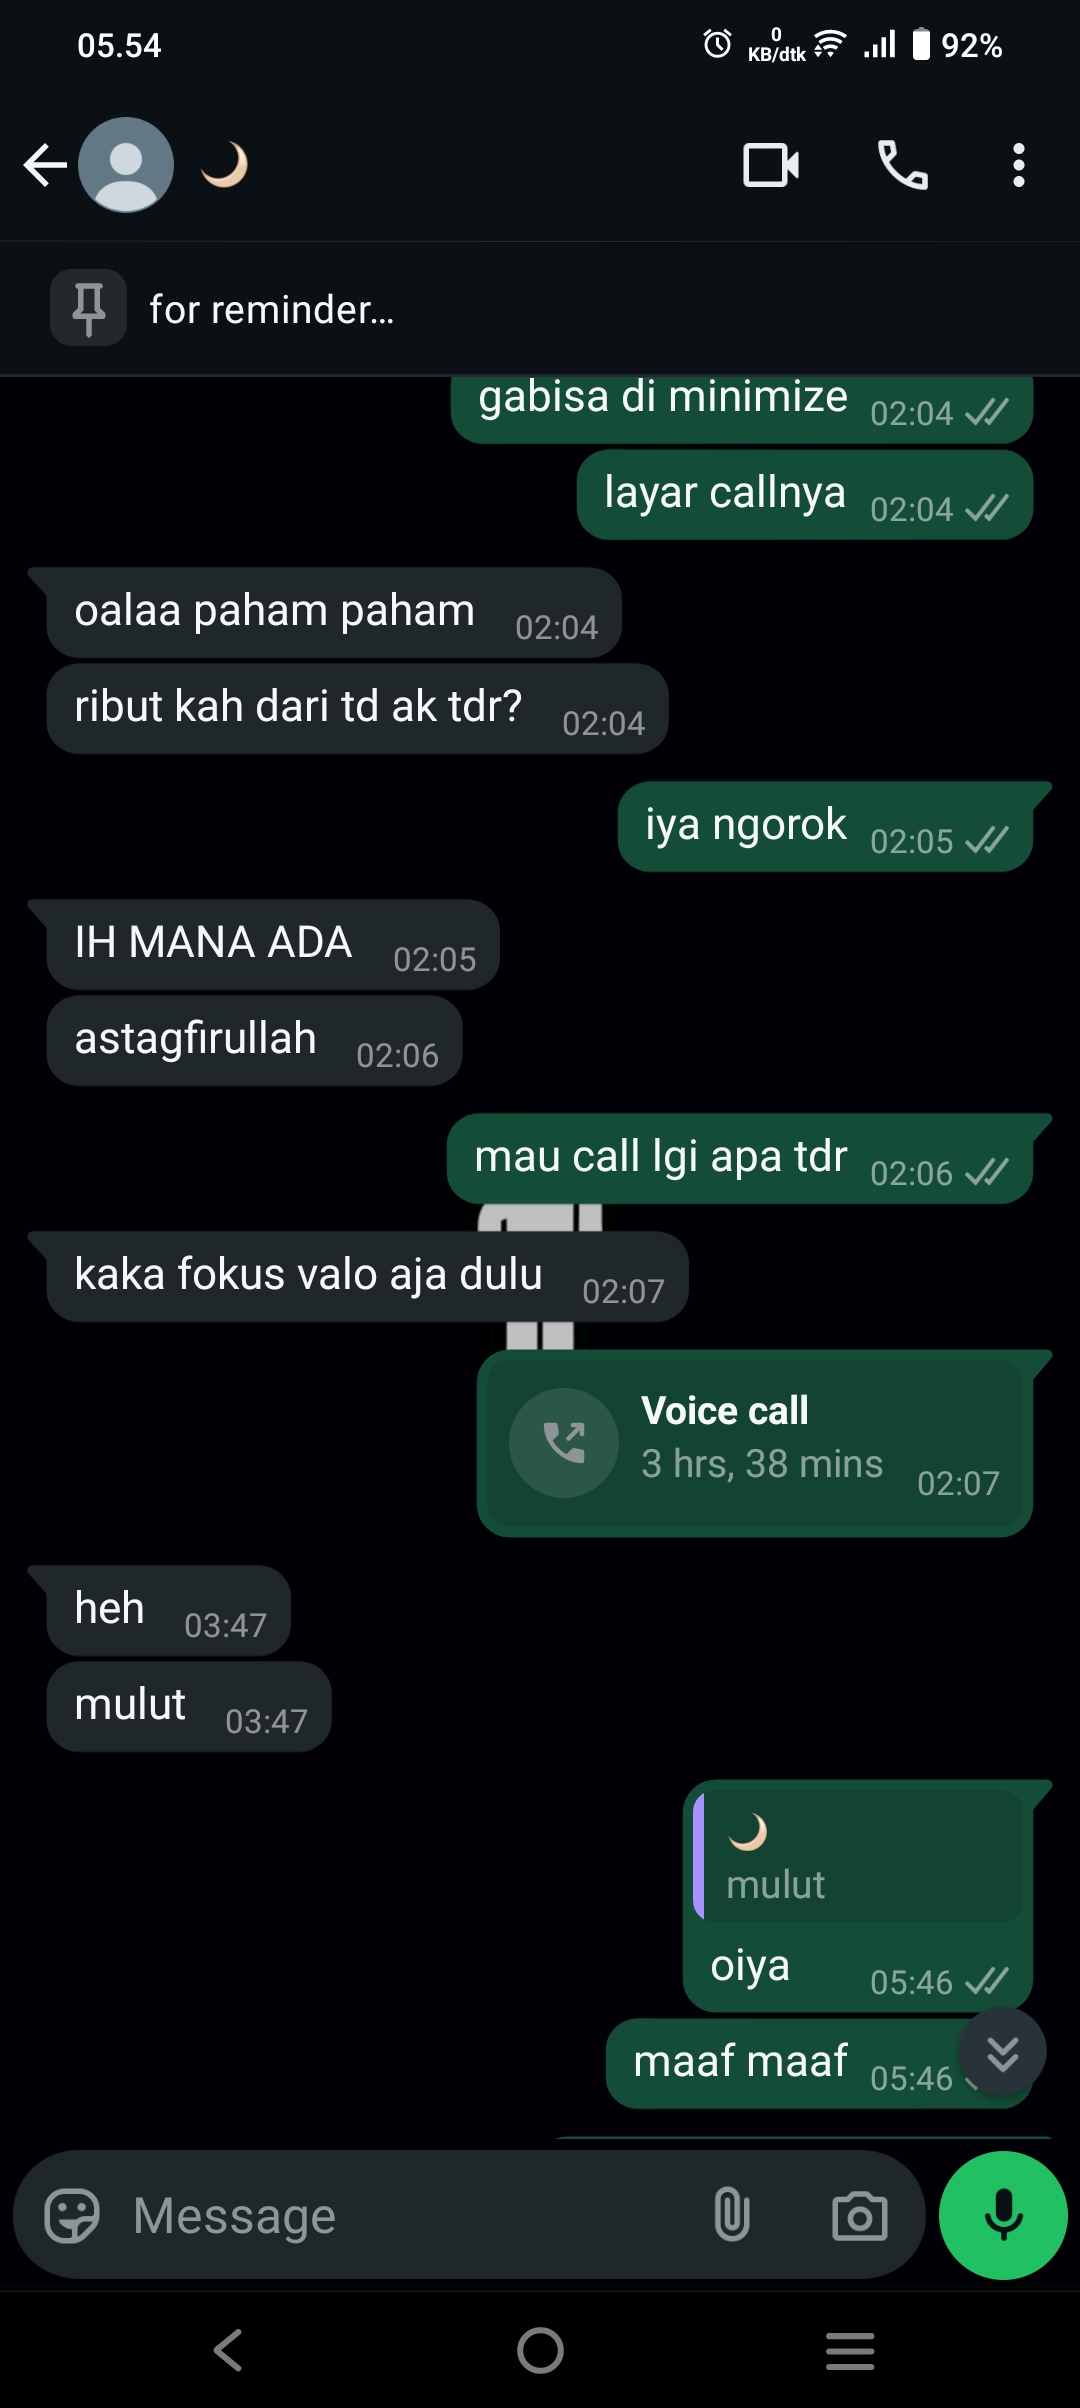 05.54
0
KB/dtk
92%
🌙
for reminder...
gabisa di minimize 02:04
layar callnya 02:04
oalaa paham paham 02:04
ribut kah dari td ak tdr? 02:04
iya ngorok 02:05
IH MANA ADA 02:05
astagfirullah 02:06
mau call lgi apa tdr 02:06
kaka fokus valo aja dulu 02:07
Voice call
3 hrs, 38 mins 02:07
heh 03:47
mulut 03:47
🌙
mulut
oiya 05:46
maaf maaf 05:46
Message